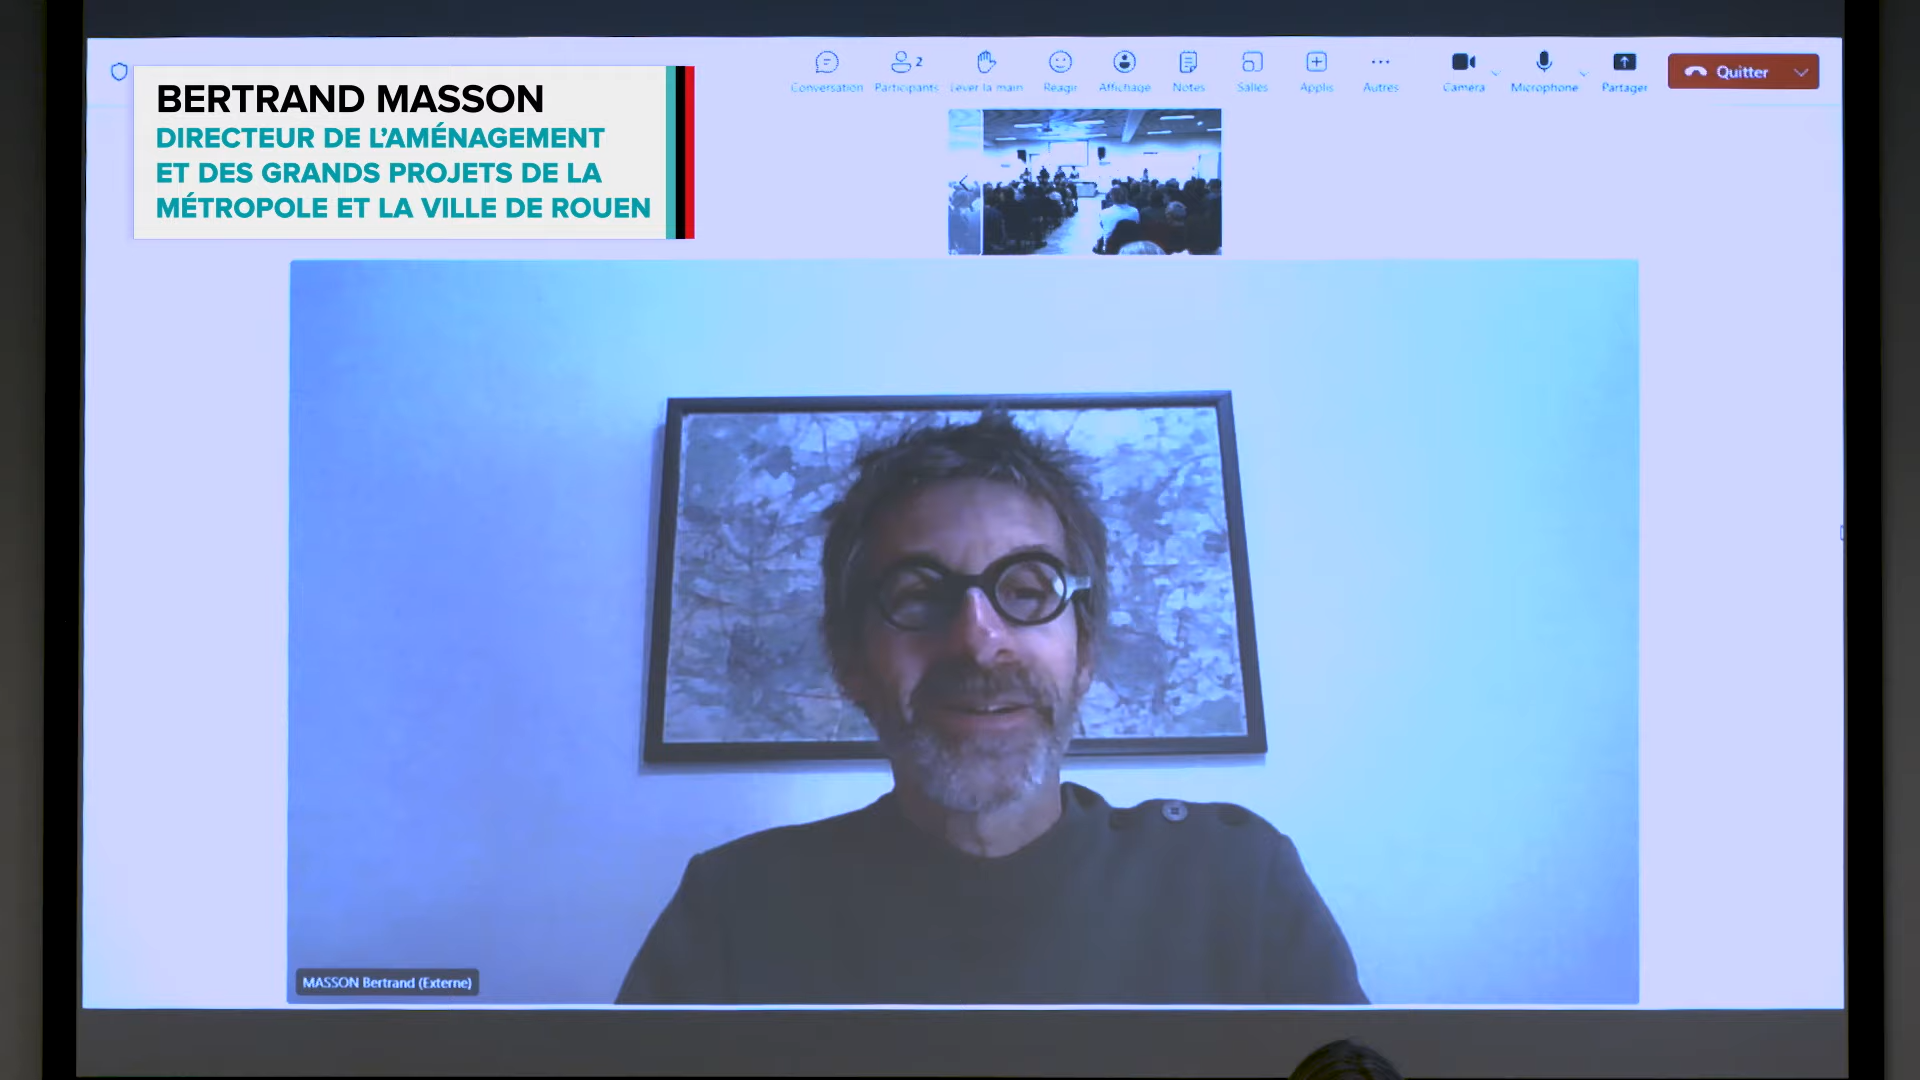 BERTRAND MASSON
DIRECTEUR DE L'AMÉNAGEMENT
ET DES GRANDS PROJETS DE LA
MÉTROPOLE ET LA VILLE DE ROUEN
Conversation
2
Participants
Lever la main
Réagir
Affichage
Notes
Salles
Applis
Autres
Caméra
Microphone
Partager
Quitter
MASSON Bertrand (Externe)